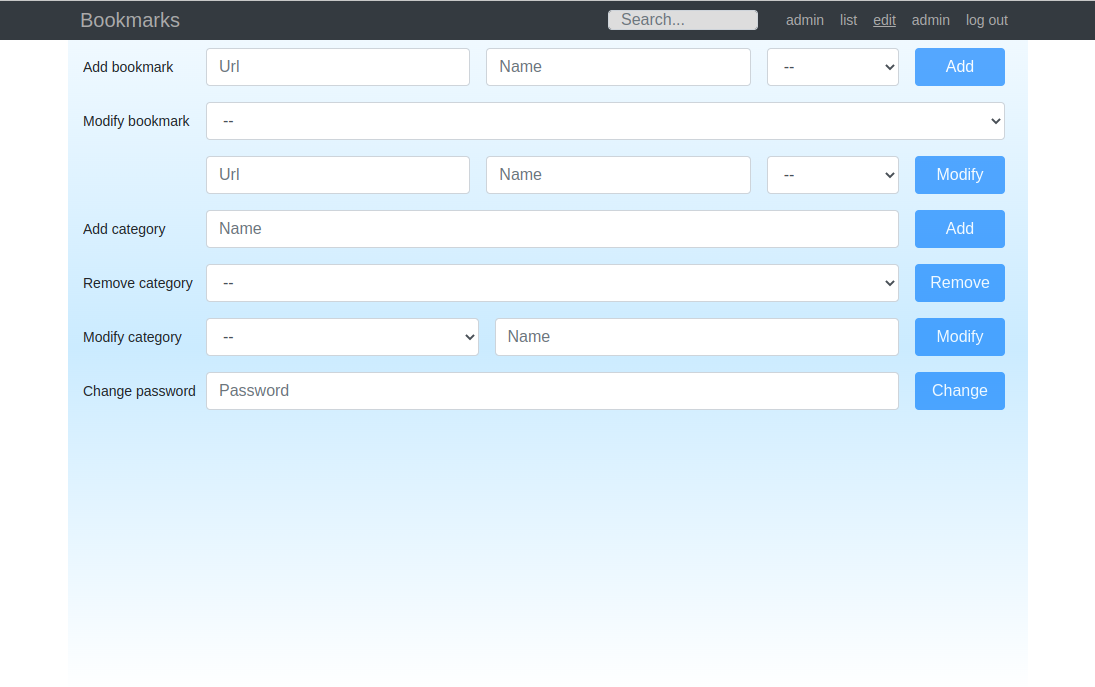 Bookmarks Search... admin list edit admin log out
Add bookmark Url Name -- Add
Modify bookmark --
Url Name -- Modify
Add category Name Add
Remove category -- Remove
Modify category -- Name Modify
Change password Password Change